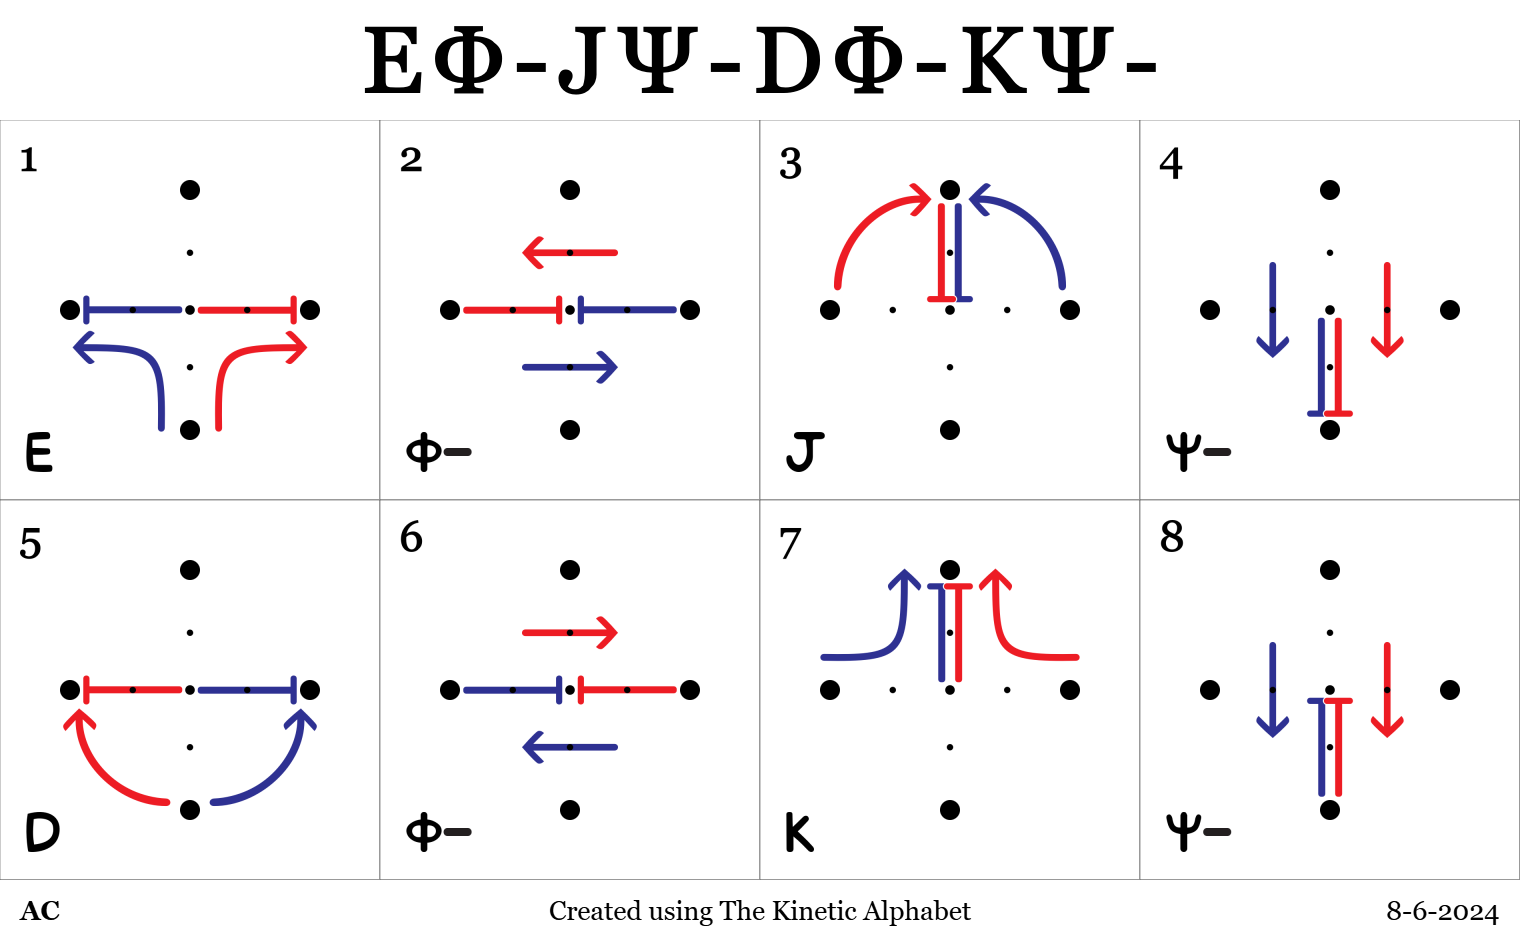 EΦ-JΨ-DΦ-KΨ-
1
E
2
Φ-
3
J
4
Ψ-
5
D
6
Φ-
7
K
8
Ψ-
AC
Created using The Kinetic Alphabet
8-6-2024